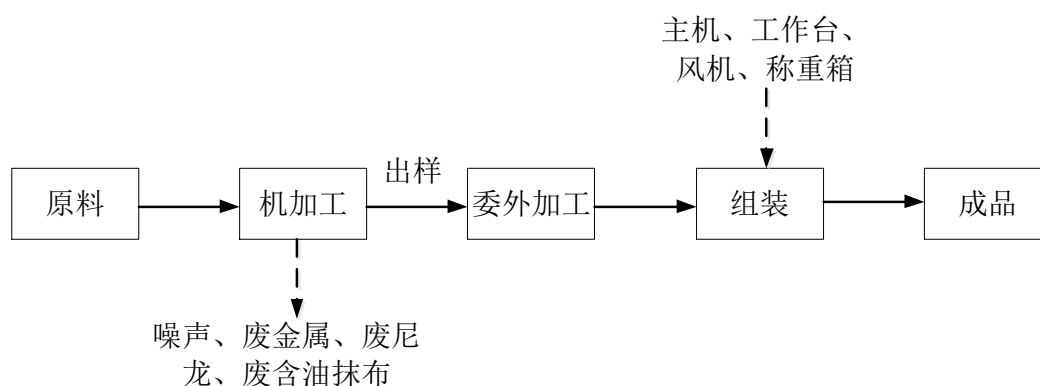 主机、工作台、
风机、称重箱
原料
机加工
出样
委外加工
组装
成品
噪声、废金属、废尼
龙、废含油抹布